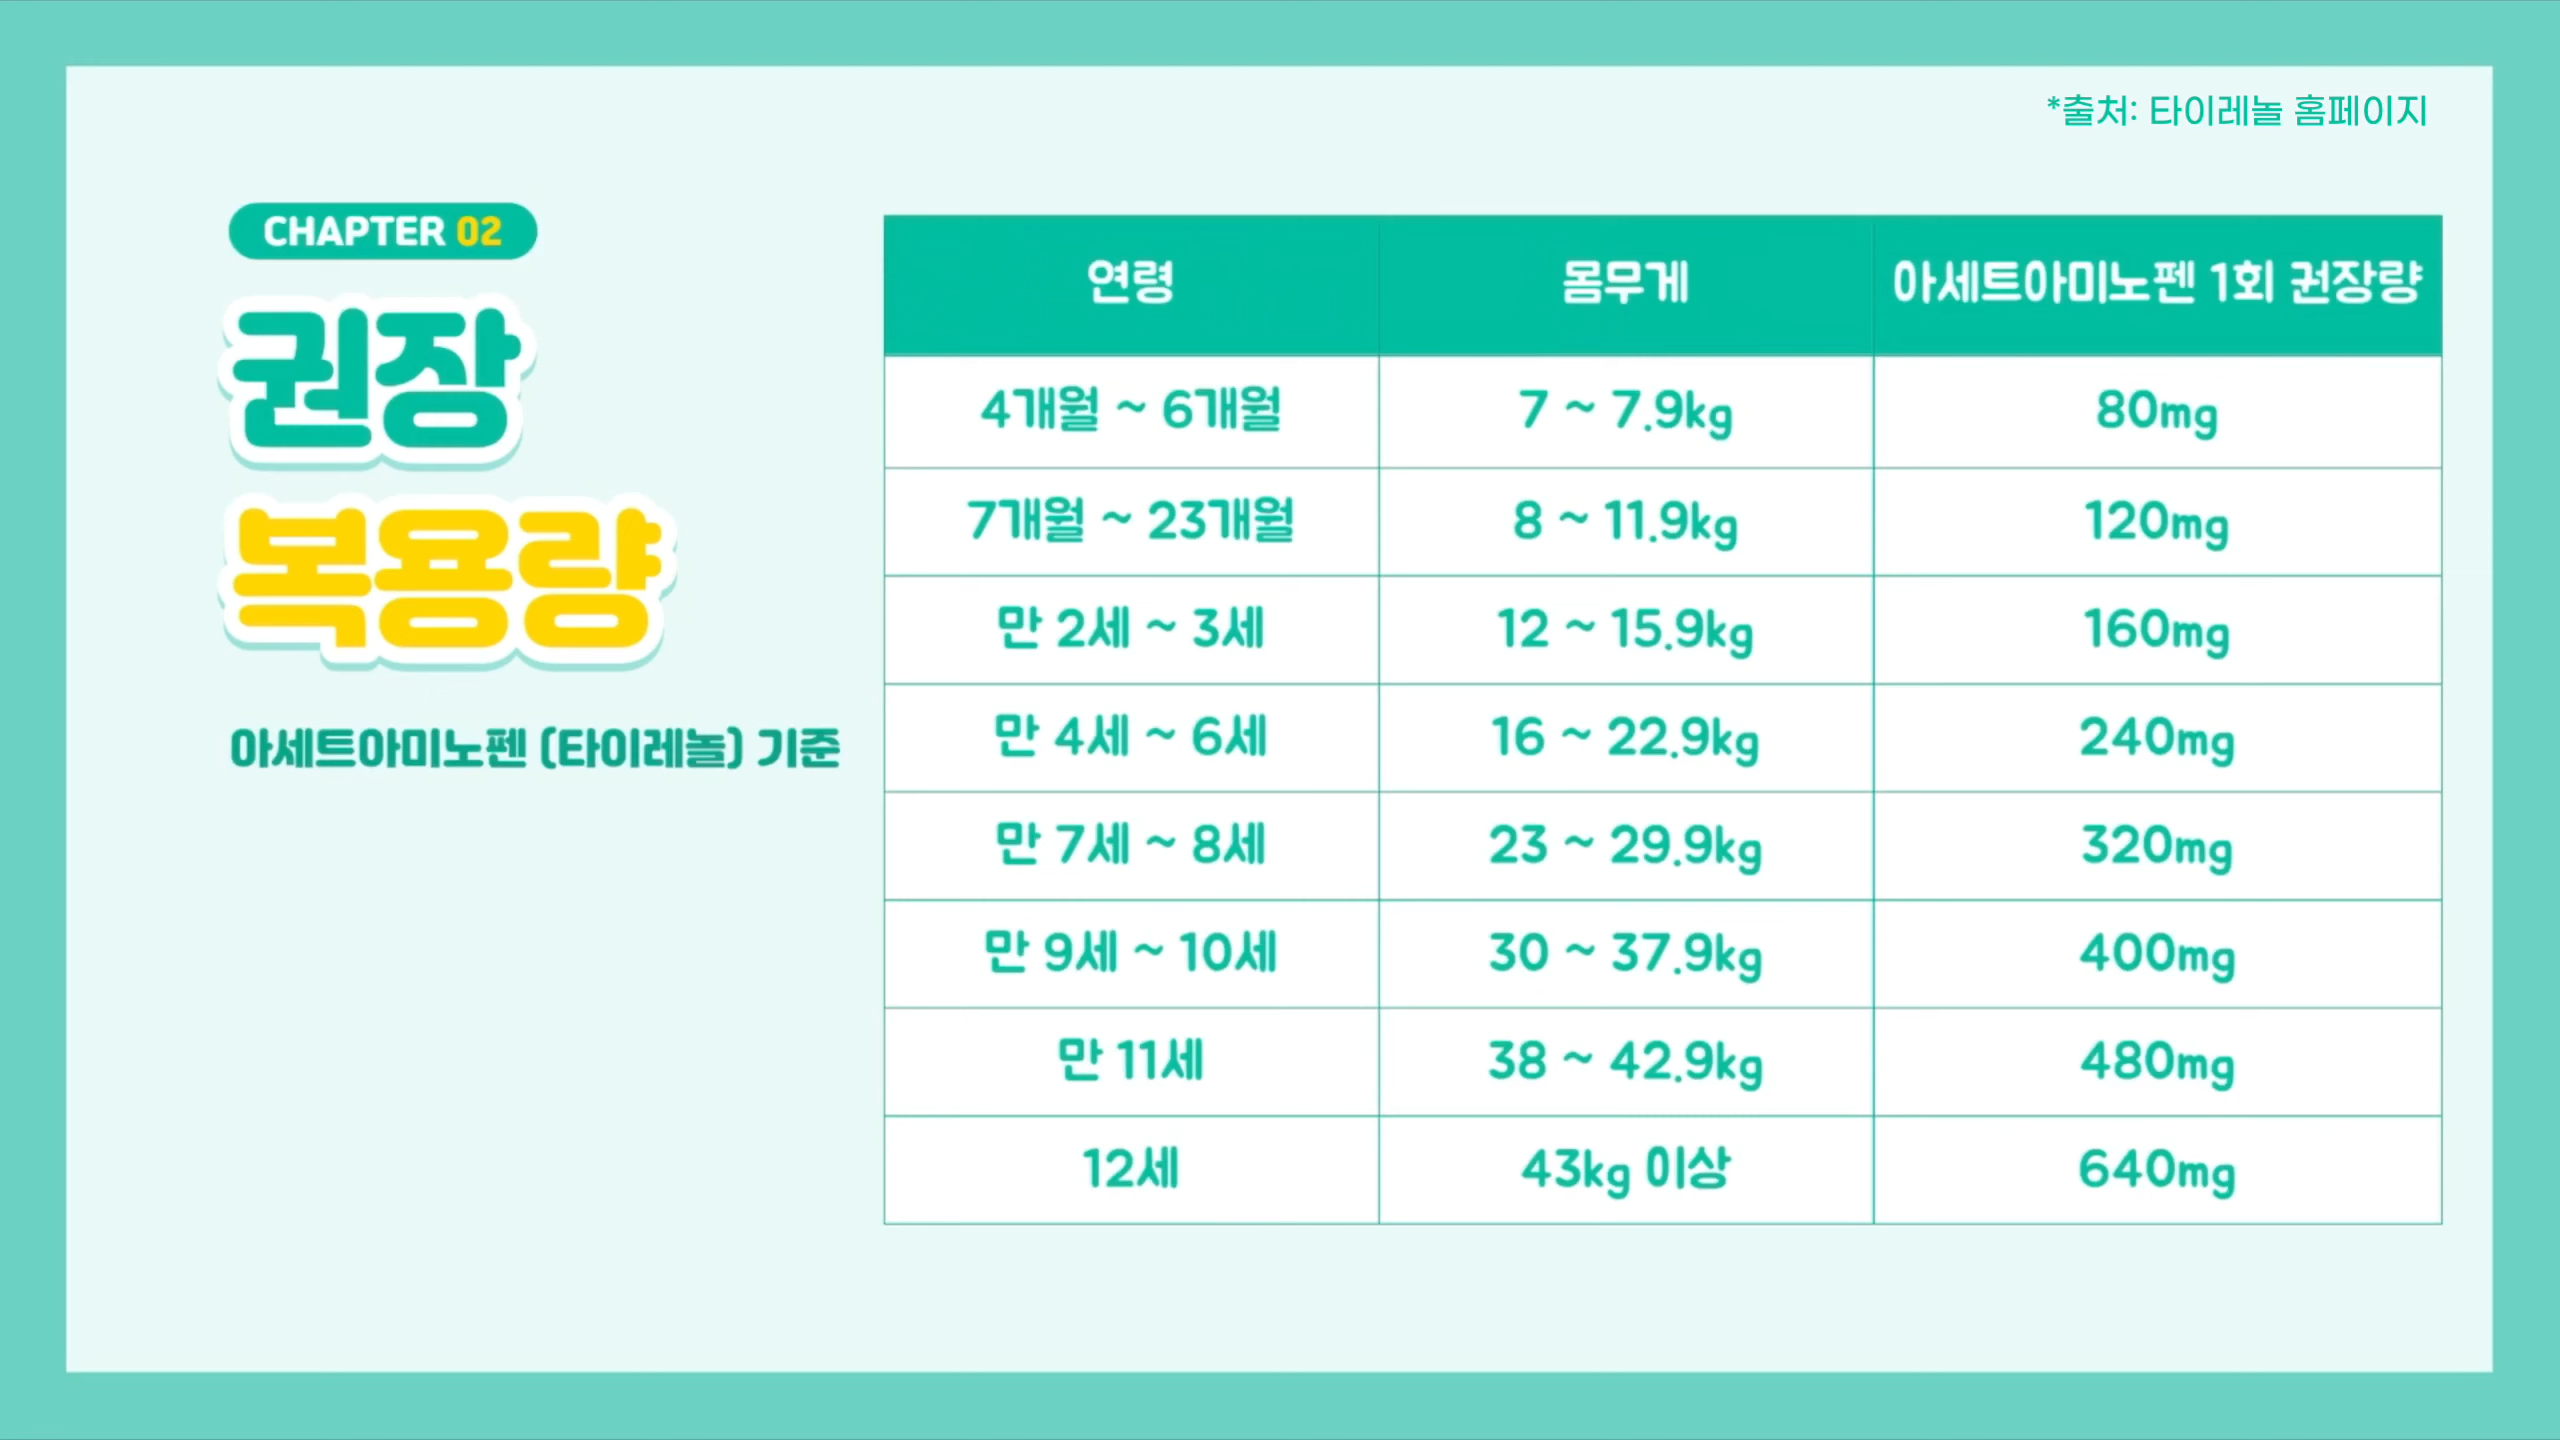 *출처: 타이레놀 홈페이지
CHAPTER 02
권장
복용량
아세트아미노펜 (타이레놀) 기준
연령 몸무게 아세트아미노펜 1회 권장량
4개월 ~ 6개월 7 ~ 7.9kg 80mg
7개월 ~ 23개월 8 ~ 11.9kg 120mg
만 2세 ~ 3세 12 ~ 15.9kg 160mg
만 4세 ~ 6세 16 ~ 22.9kg 240mg
만 7세 ~ 8세 23 ~ 29.9kg 320mg
만 9세 ~ 10세 30 ~ 37.9kg 400mg
만 11세 38 ~ 42.9kg 480mg
12세 43kg 이상 640mg